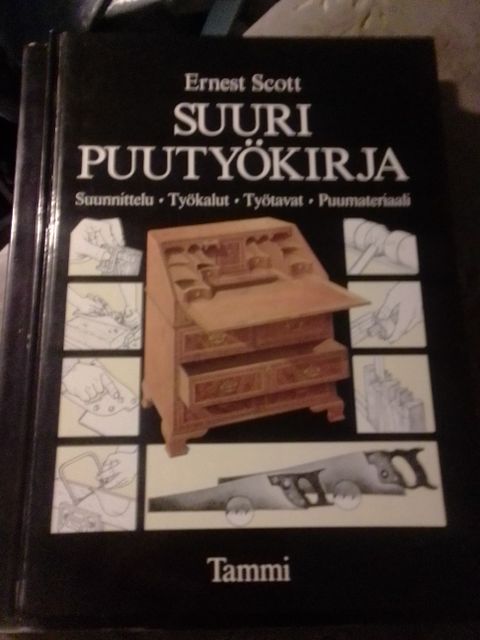 Ernest Scott
SUURI
PUUTYÖKIRJA
Suunnittelu • Työkalut • Työtavat • Puumateriaali
Tammi